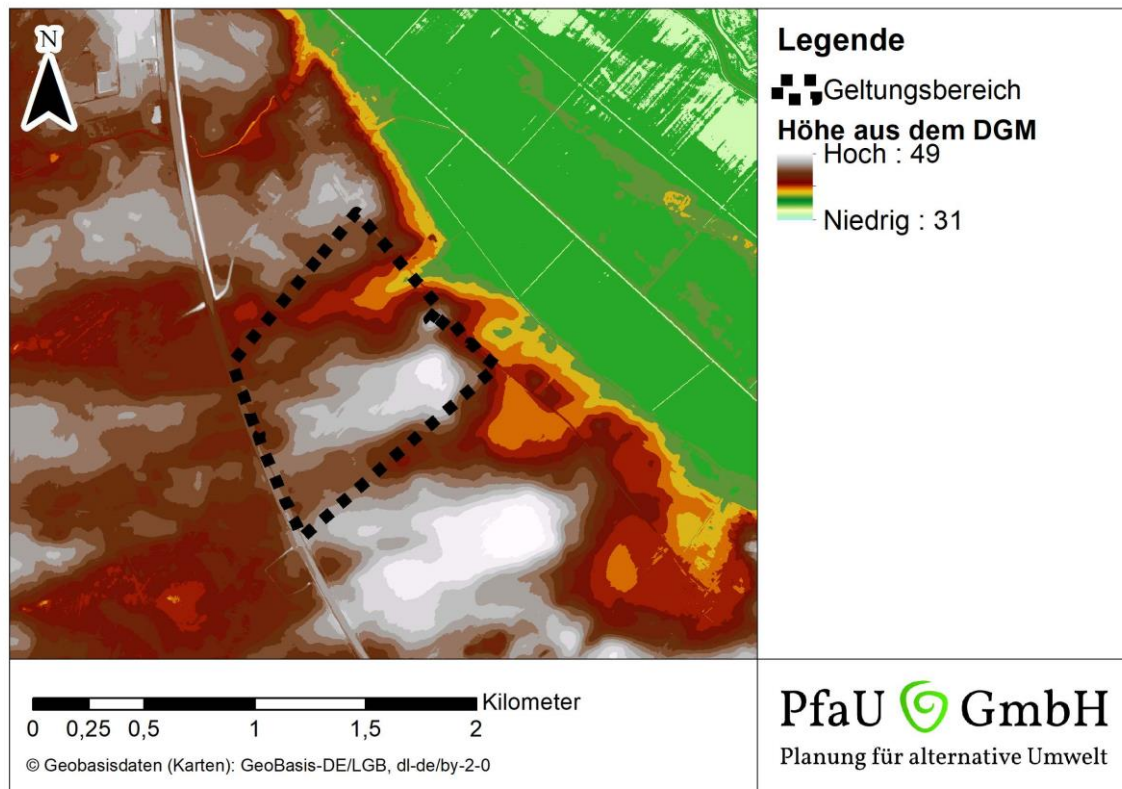 N
Legende
Geltungsbereich
Höhe aus dem DGM
Hoch : 49
Niedrig : 31
Kilometer
0 0,25 0,5 1 1,5 2
© Geobasisdaten (Karten): GeoBasis-DE/LGB, dl-de/by-2-0
PfaU GmbH
Planung für alternative Umwelt